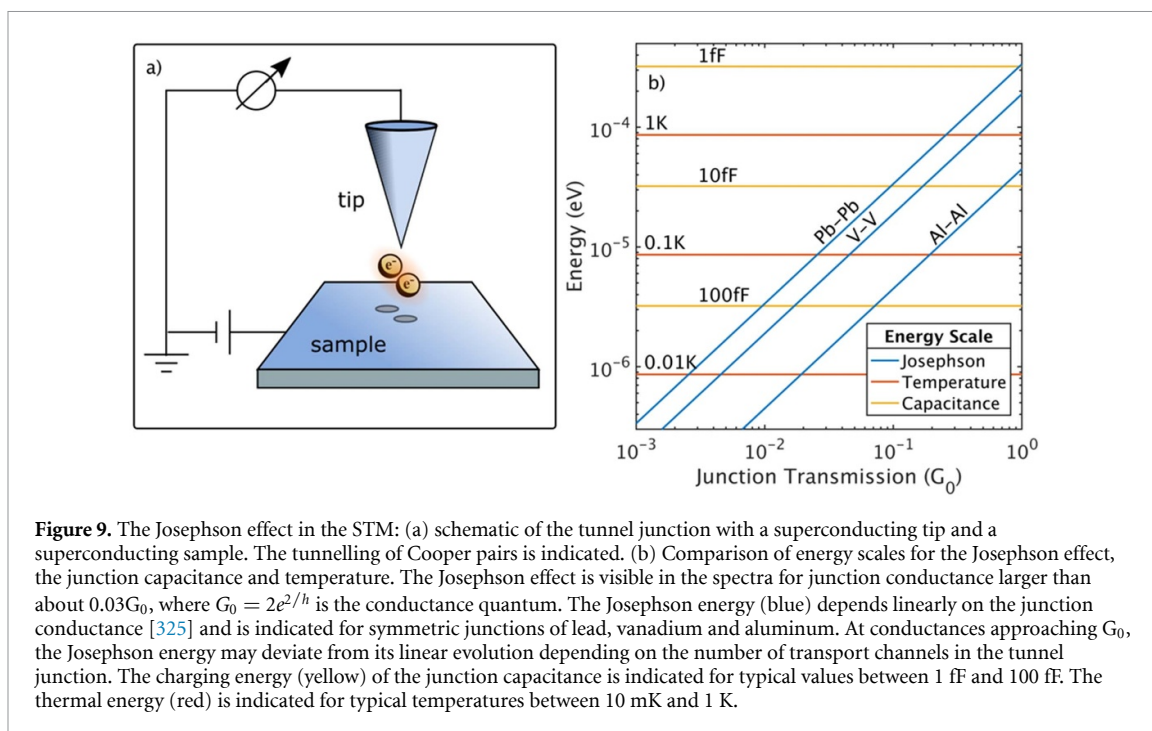 a)
tip
e⁻
e⁻
sample
b)
1fF
1K
10fF
0.1K
100fF
0.01K
Pb-Pb
V-V
Al-Al
Energy Scale
Josephson
Temperature
Capacitance
10⁻⁴
10⁻⁵
10⁻⁶
Energy (eV)
10⁻³ 10⁻² 10⁻¹ 10⁰
Junction Transmission (G₀)
Figure 9. The Josephson effect in the STM: (a) schematic of the tunnel junction with a superconducting tip and a
superconducting sample. The tunnelling of Cooper pairs is indicated. (b) Comparison of energy scales for the Josephson effect,
the junction capacitance and temperature. The Josephson effect is visible in the spectra for junction conductance larger than
about 0.03G₀, where G₀ = 2e²/ʰ is the conductance quantum. The Josephson energy (blue) depends linearly on the junction
conductance [325] and is indicated for symmetric junctions of lead, vanadium and aluminum. At conductances approaching G₀,
the Josephson energy may deviate from its linear evolution depending on the number of transport channels in the tunnel
junction. The charging energy (yellow) of the junction capacitance is indicated for typical values between 1 fF and 100 fF. The
thermal energy (red) is indicated for typical temperatures between 10 mK and 1 K.